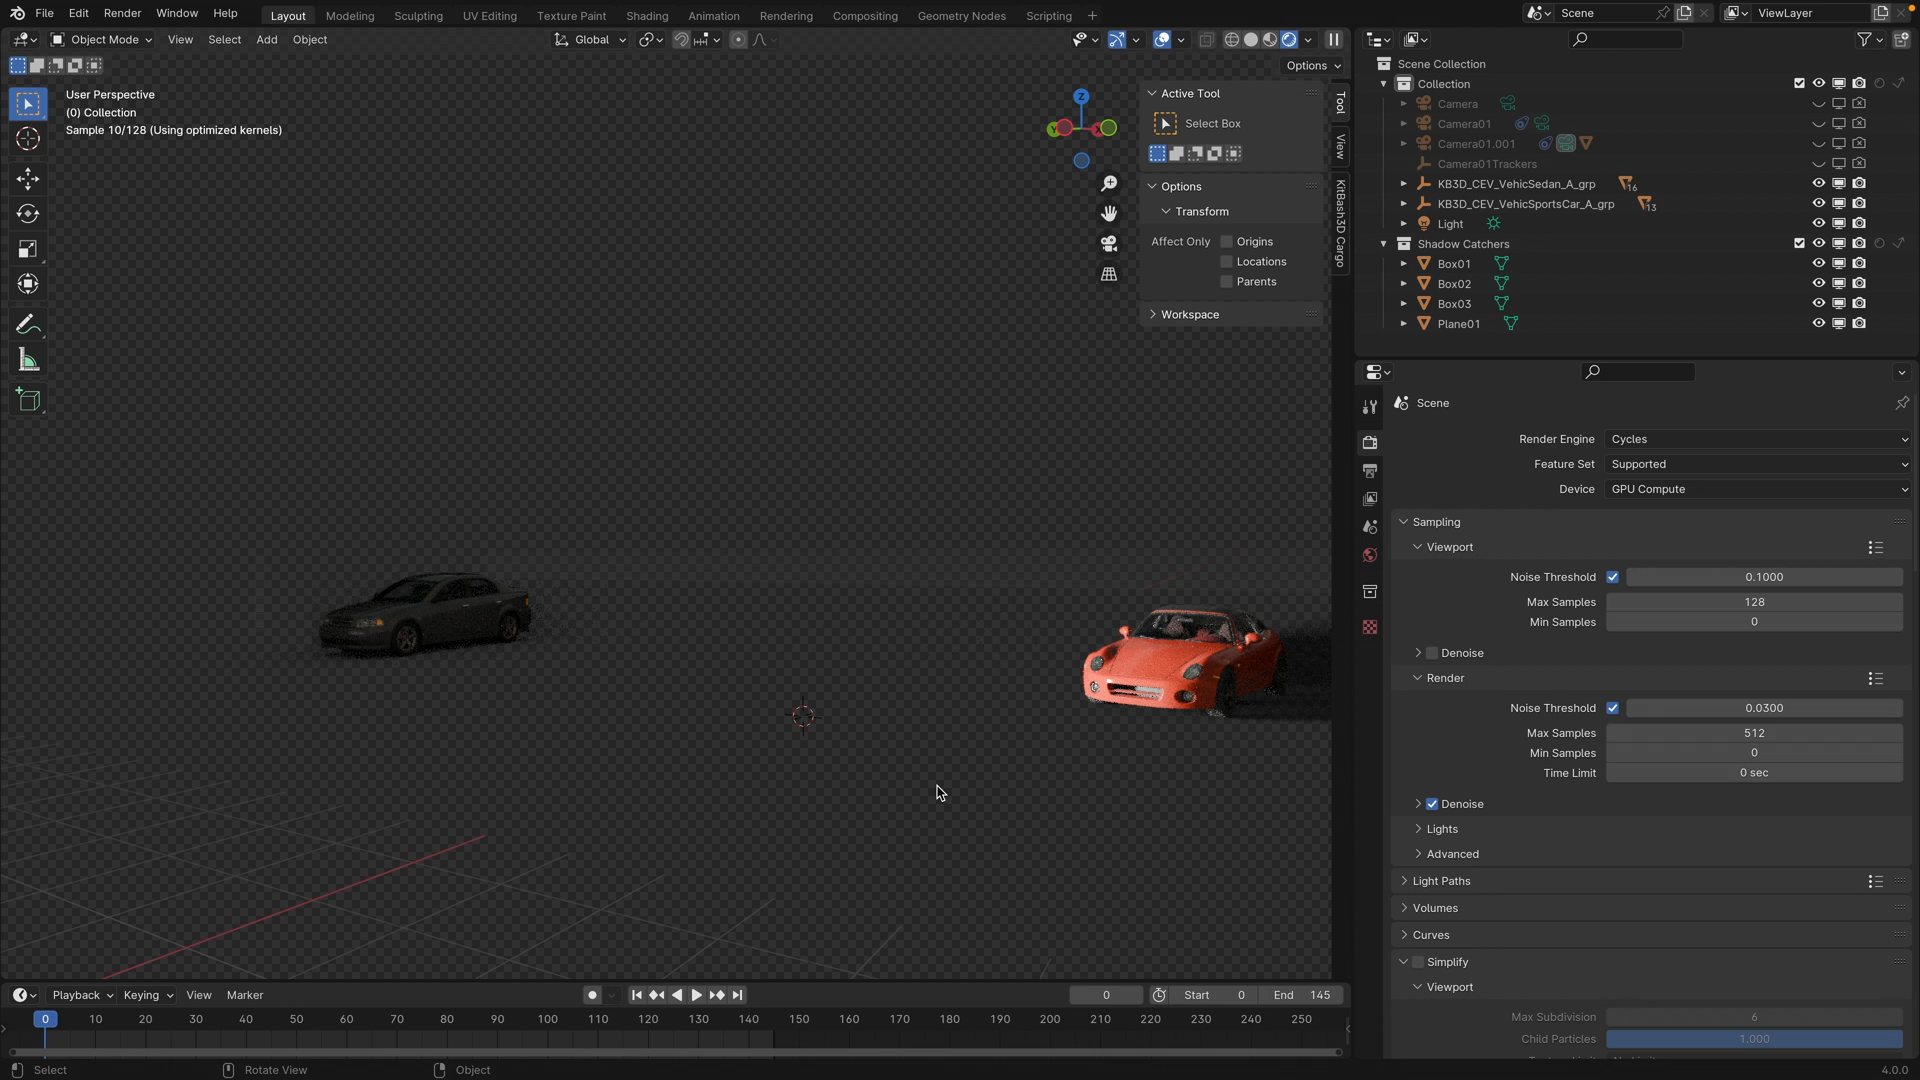 File Edit Render Window Help
Layout Modeling Sculpting UV Editing Texture Paint Shading Animation Rendering Compositing Geometry Nodes Scripting
Scene
ViewLayer
Object Mode View Select Add Object
Global
Options
User Perspective
(0) Collection
Sample 10/128 (Using optimized kernels)
Z
Y
X
Active Tool
Select Box
Options
Transform
Affect Only Origins
Locations
Parents
Workspace
Tool
View
KitBash3D Cargo
Scene Collection
Collection
Camera
Camera01
Camera01.001
Camera01Trackers
KB3D_CEV_VehicSedan_A_grp 16
KB3D_CEV_VehicSportsCar_A_grp 13
Light
Shadow Catchers
Box01
Box02
Box03
Plane01
Scene
Render Engine Cycles
Feature Set Supported
Device GPU Compute
Sampling
Viewport
Noise Threshold 0.1000
Max Samples 128
Min Samples 0
Denoise
Render
Noise Threshold 0.0300
Max Samples 512
Min Samples 0
Time Limit 0 sec
Denoise
Lights
Advanced
Light Paths
Volumes
Curves
Simplify
Viewport
Max Subdivision 6
Child Particles 1.000
Playback Keying View Marker
0 Start 0 End 145
0 10 20 30 40 50 60 70 80 90 100 110 120 130 140 150 160 170 180 190 200 210 220 230 240 250
Select Rotate View Object 4.0.0